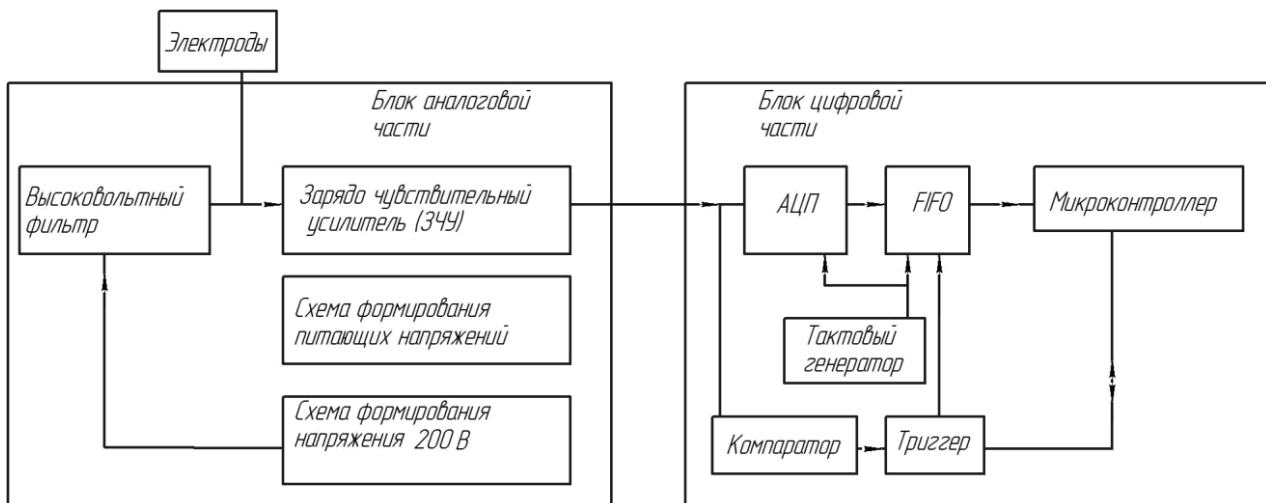 Электроды
Блок аналоговой
части
Высоковольтный
фильтр
Зарядо чувствительный
усилитель (ЗЧУ)
Схема формирования
питающих напряжений
Схема формирования
напряжения 200 В
Блок цифровой
части
АЦП
FIFO
Микроконтроллер
Тактовый
генератор
Компаратор
Триггер